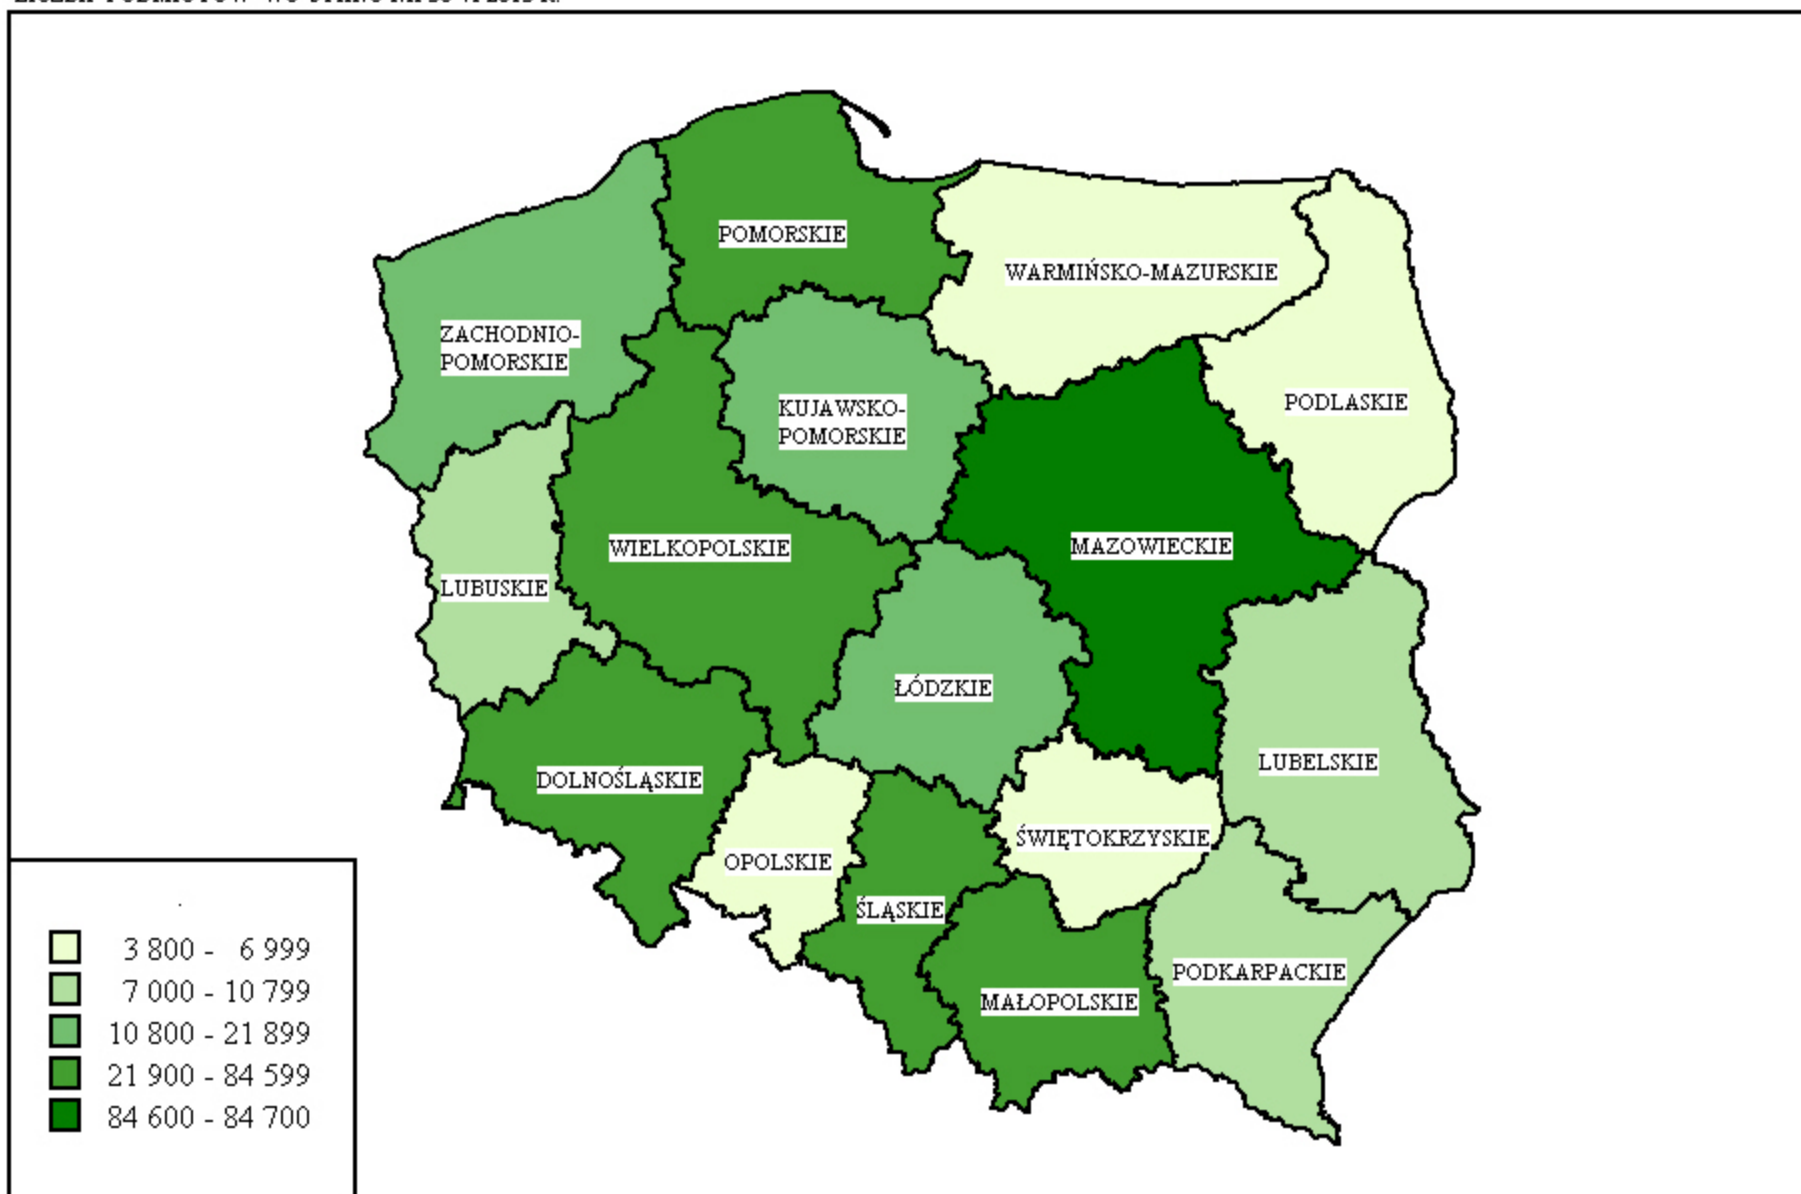 POMORSKIE
WARMIŃSKO-MAZURSKIE
ZACHODNIO-
POMORSKIE
PODLASKIE
KUJAWSKO-
POMORSKIE
WIELKOPOLSKIE
MAZOWIECKIE
LUBUSKIE
ŁÓDZKIE
LUBELSKIE
DOLNOŚLĄSKIE
ŚWIĘTOKRZYSKIE
OPOLSKIE
ŚLĄSKIE
PODKARPACKIE
MAŁOPOLSKIE
3 800 - 6 999
7 000 - 10 799
10 800 - 21 899
21 900 - 84 599
84 600 - 84 700